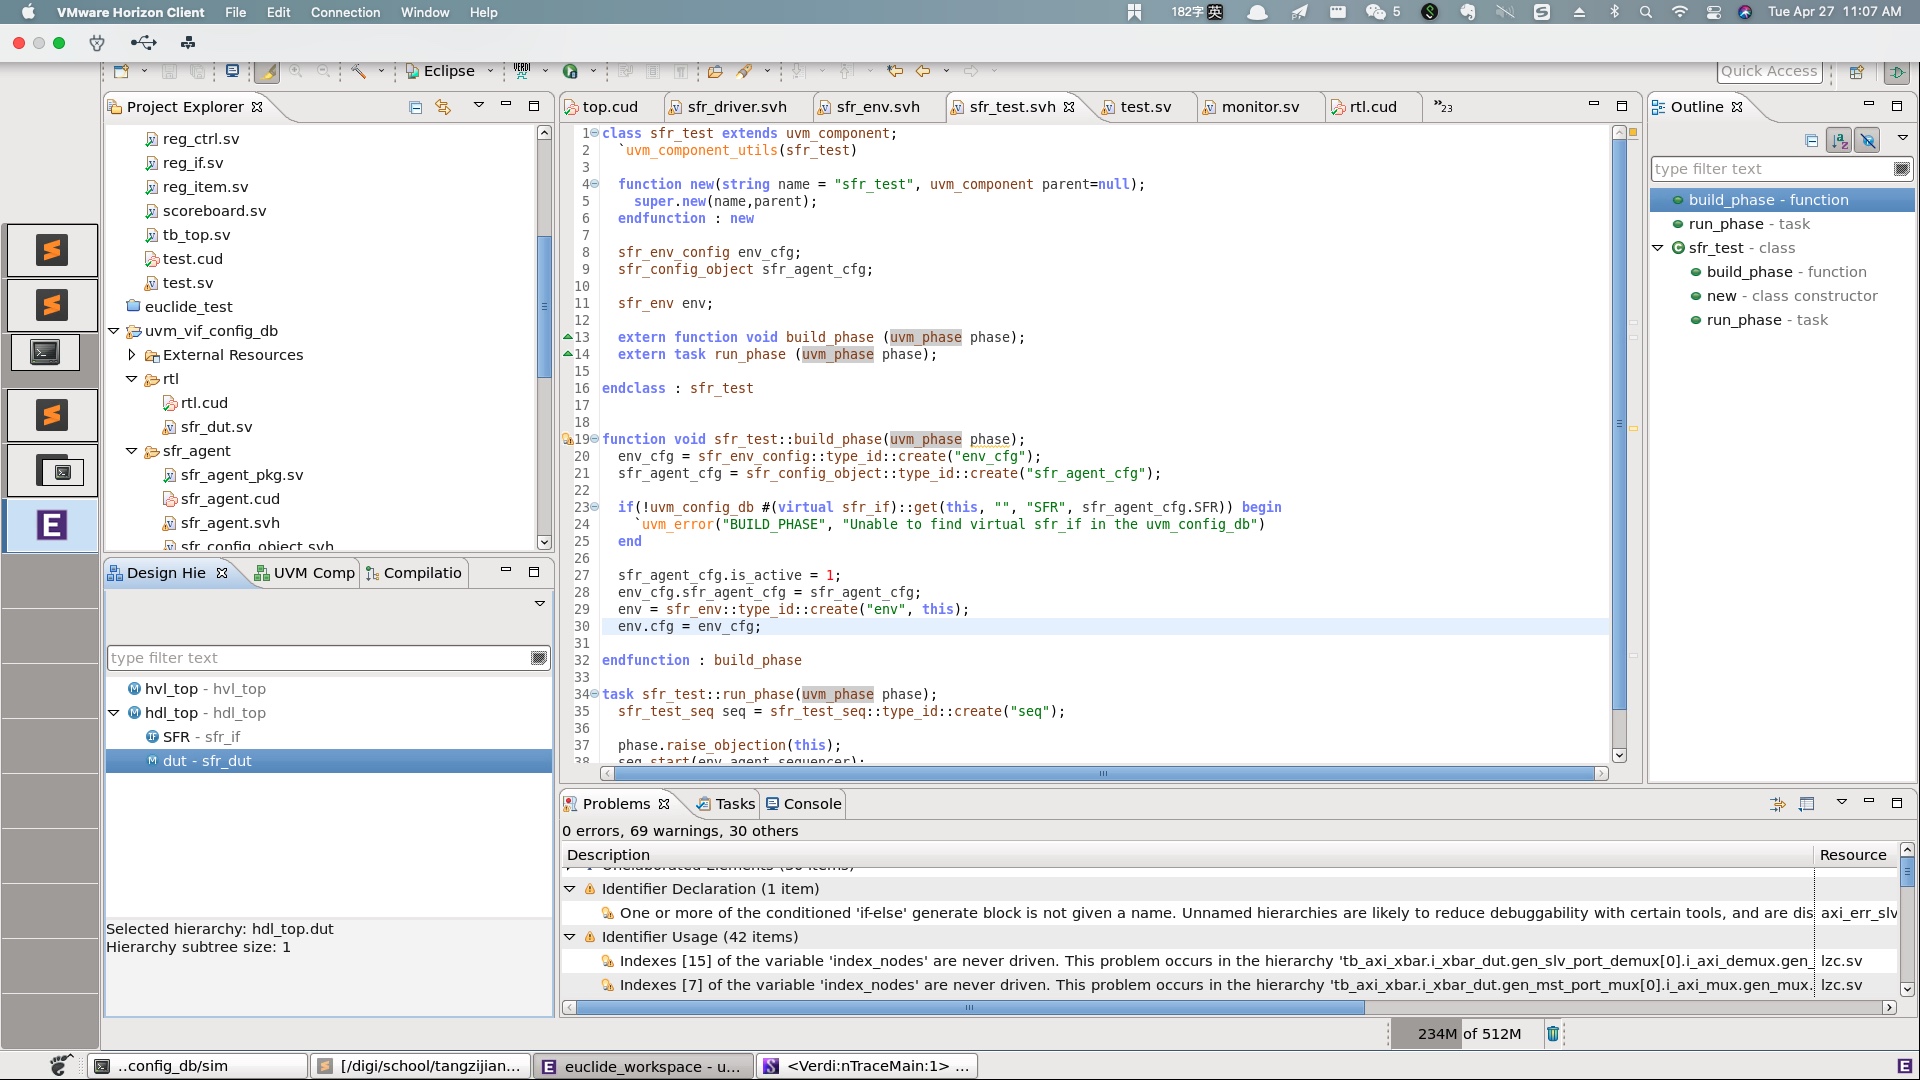 VMware Horizon Client File Edit Connection Window Help 182字 英 5 Tue Apr 27 11:07 AM
VERDI Eclipse Quick Access
Project Explorer
reg_ctrl.sv
reg_if.sv
reg_item.sv
scoreboard.sv
tb_top.sv
test.cud
test.sv
euclide_test
uvm_vif_config_db
External Resources
rtl
rtl.cud
sfr_dut.sv
sfr_agent
sfr_agent_pkg.sv
sfr_agent.cud
sfr_agent.svh
sfr_config_object.svh
Design Hie UVM Comp Compilatio
type filter text
hvl_top - hvl_top
hdl_top - hdl_top
SFR - sfr_if
dut - sfr_dut
Selected hierarchy: hdl_top.dut
Hierarchy subtree size: 1
top.cud sfr_driver.svh sfr_env.svh sfr_test.svh test.sv monitor.sv rtl.cud »23
1 class sfr_test extends uvm_component;
2 `uvm_component_utils(sfr_test)
3
4 function new(string name = "sfr_test", uvm_component parent=null);
5 super.new(name,parent);
6 endfunction : new
7
8 sfr_env_config env_cfg;
9 sfr_config_object sfr_agent_cfg;
10
11 sfr_env env;
12
13 extern function void build_phase (uvm_phase phase);
14 extern task run_phase (uvm_phase phase);
15
16 endclass : sfr_test
17
18
19 function void sfr_test::build_phase(uvm_phase phase);
20 env_cfg = sfr_env_config::type_id::create("env_cfg");
21 sfr_agent_cfg = sfr_config_object::type_id::create("sfr_agent_cfg");
22
23 if(!uvm_config_db #(virtual sfr_if)::get(this, "", "SFR", sfr_agent_cfg.SFR)) begin
24 `uvm_error("BUILD_PHASE", "Unable to find virtual sfr_if in the uvm_config_db")
25 end
26
27 sfr_agent_cfg.is_active = 1;
28 env_cfg.sfr_agent_cfg = sfr_agent_cfg;
29 env = sfr_env::type_id::create("env", this);
30 env.cfg = env_cfg;
31
32 endfunction : build_phase
33
34 task sfr_test::run_phase(uvm_phase phase);
35 sfr_test_seq seq = sfr_test_seq::type_id::create("seq");
36
37 phase.raise_objection(this);
38 seq.start(env.agent.sequencer);
Outline
type filter text
build_phase - function
run_phase - task
sfr_test - class
build_phase - function
new - class constructor
run_phase - task
Problems Tasks Console
0 errors, 69 warnings, 30 others
Description Resource
Unelaborated Elements (30 items)
Identifier Declaration (1 item)
One or more of the conditioned 'if-else' generate block is not given a name. Unnamed hierarchies are likely to reduce debuggability with certain tools, and are dis axi_err_slv
Identifier Usage (42 items)
Indexes [15] of the variable 'index_nodes' are never driven. This problem occurs in the hierarchy 'tb_axi_xbar.i_xbar_dut.gen_slv_port_demux[0].i_axi_demux.gen_ lzc.sv
Indexes [7] of the variable 'index_nodes' are never driven. This problem occurs in the hierarchy 'tb_axi_xbar.i_xbar_dut.gen_mst_port_mux[0].i_axi_mux.gen_mux. lzc.sv
234M of 512M
..config_db/sim [/digi/school/tangzijian... euclide_workspace - u... <Verdi:nTraceMain:1> ...